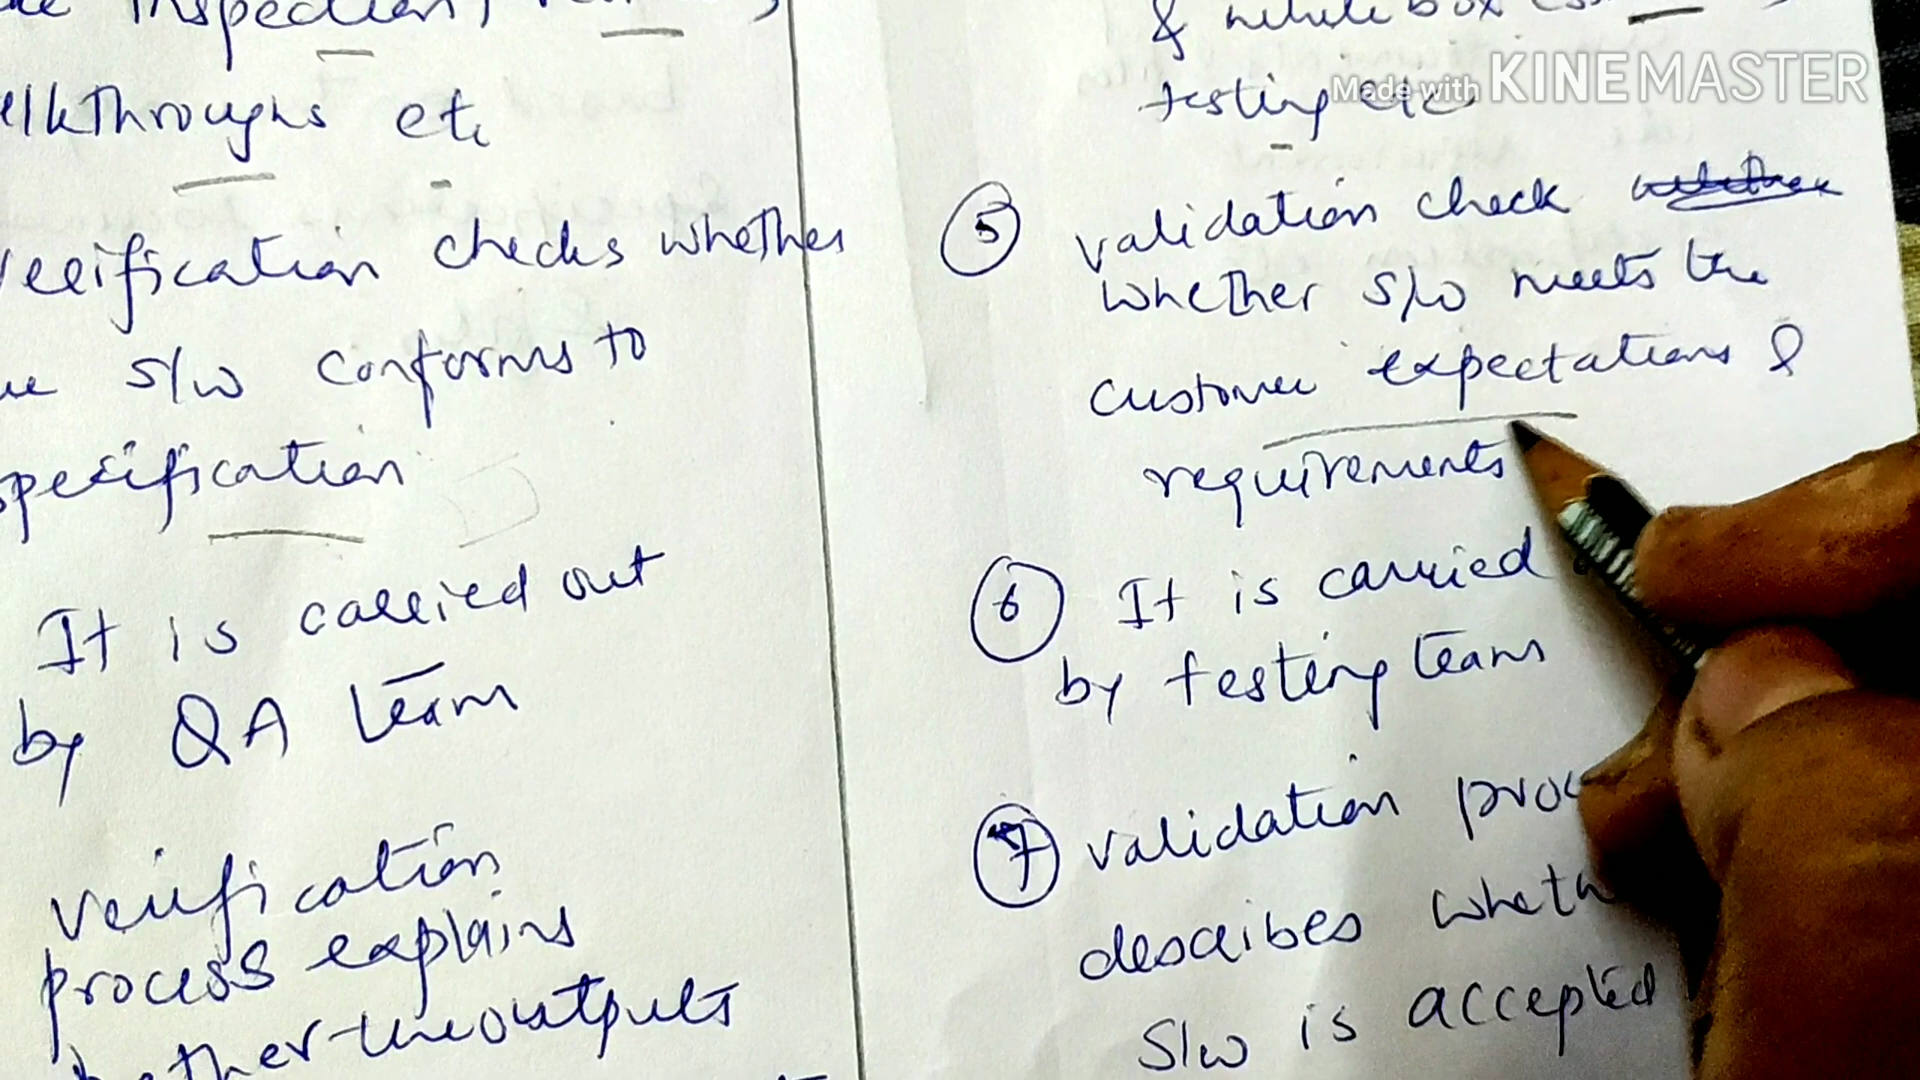 Inspection,
walkthroughs etc
verification checks whether
s/w conforms to
specification
It is carried out
by QA team
verification
process explains
whether the outputs
& white box
testing etc
Made with KINEMASTER
5 validation check
whether s/w meets the
customer expectations &
requirements
6 It is carried
by testing team
7 validation proc
describes wheth
S/w is accepted